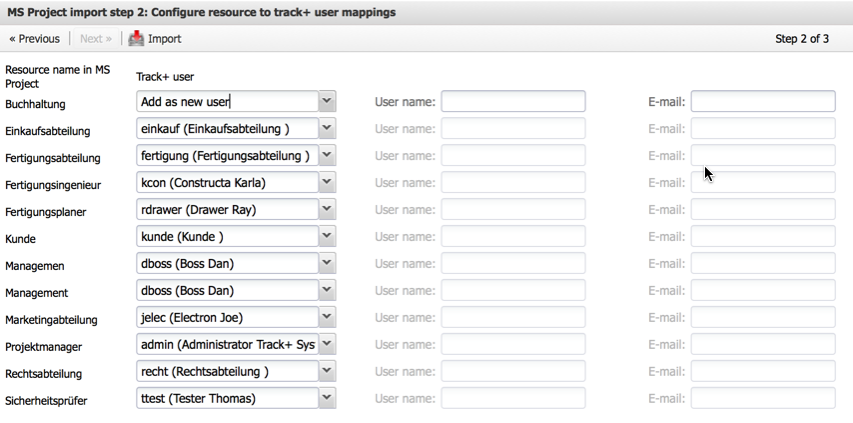 MS Project import step 2: Configure resource to track+ user mappings
« Previous Next » Import Step 2 of 3
Resource name in MS
Project
Track+ user
Buchhaltung Add as new user User name: E-mail:
Einkaufsabteilung einkauf (Einkaufsabteilung ) User name: E-mail:
Fertigungsabteilung fertigung (Fertigungsabteilung ) User name: E-mail:
Fertigungsingenieur kcon (Constructa Karla) User name: E-mail:
Fertigungsplaner rdrawer (Drawer Ray) User name: E-mail:
Kunde kunde (Kunde ) User name: E-mail:
Managemen dboss (Boss Dan) User name: E-mail:
Management dboss (Boss Dan) User name: E-mail:
Marketingabteilung jelec (Electron Joe) User name: E-mail:
Projektmanager admin (Administrator Track+ Sys User name: E-mail:
Rechtsabteilung recht (Rechtsabteilung ) User name: E-mail:
Sicherheitsprüfer ttest (Tester Thomas) User name: E-mail: